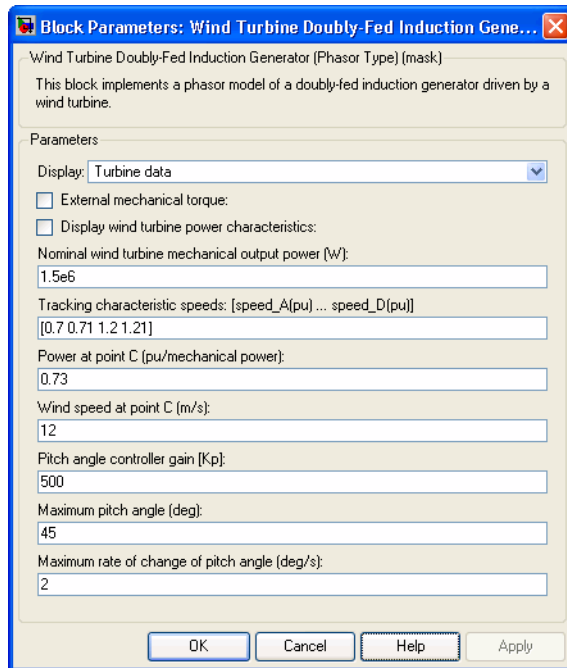 Block Parameters: Wind Turbine Doubly-Fed Induction Gene...
Wind Turbine Doubly-Fed Induction Generator (Phasor Type) (mask)
This block implements a phasor model of a doubly-fed induction generator driven by a
wind turbine.
Parameters
Display: Turbine data
External mechanical torque:
Display wind turbine power characteristics:
Nominal wind turbine mechanical output power (W):
1.5e6
Tracking characteristic speeds: [speed_A(pu) ... speed_D(pu)]
[0.7 0.71 1.2 1.21]
Power at point C (pu/mechanical power):
0.73
Wind speed at point C (m/s):
12
Pitch angle controller gain [Kp]:
500
Maximum pitch angle (deg):
45
Maximum rate of change of pitch angle (deg/s):
2
OK Cancel Help Apply